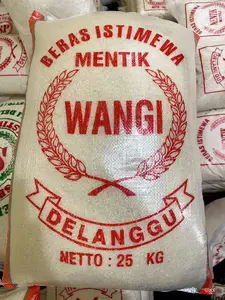 BERAS ISTIMEWA
MENTIK
WANGI
DELANGGU
NETTO : 25 KG